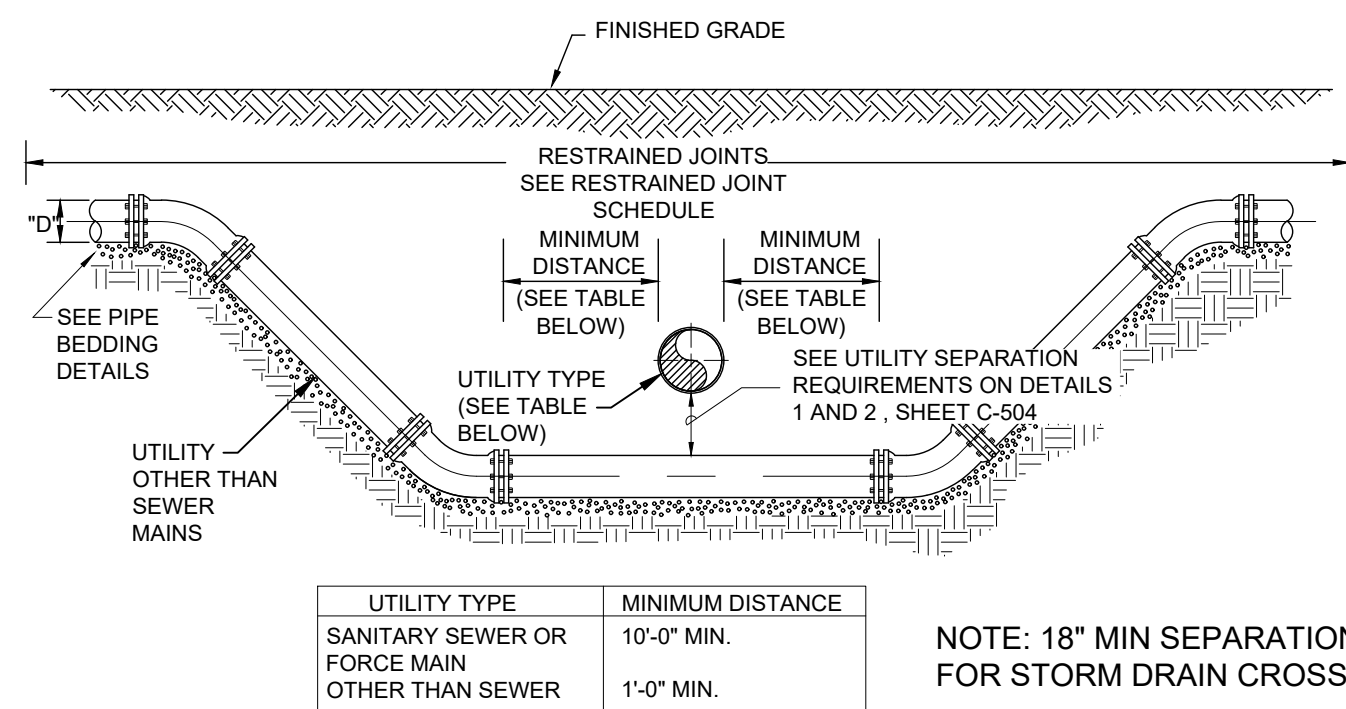 FINISHED GRADE
RESTRAINED JOINTS
SEE RESTRAINED JOINT
SCHEDULE
"D"
MINIMUM
DISTANCE
(SEE TABLE
BELOW)
MINIMUM
DISTANCE
(SEE TABLE
BELOW)
SEE PIPE
BEDDING
DETAILS
UTILITY TYPE
(SEE TABLE
BELOW)
SEE UTILITY SEPARATION
REQUIREMENTS ON DETAILS
1 AND 2 , SHEET C-504
UTILITY
OTHER THAN
SEWER
MAINS
UTILITY TYPE MINIMUM DISTANCE
SANITARY SEWER OR 10'-0" MIN.
FORCE MAIN
OTHER THAN SEWER 1'-0" MIN.
NOTE: 18" MIN SEPARATION
FOR STORM DRAIN CROSS